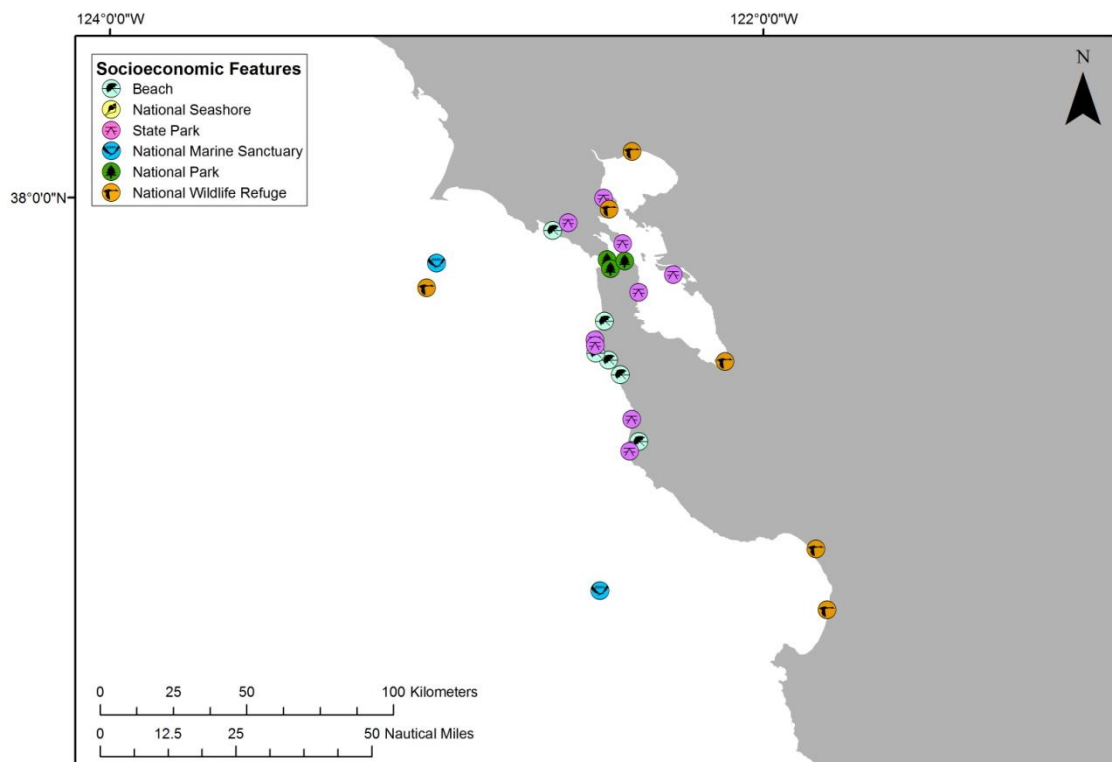 124°0'0"W
122°0'0"W
N
Socioeconomic Features
Beach
National Seashore
State Park
National Marine Sanctuary
National Park
National Wildlife Refuge
38°0'0"N
0 25 50 100 Kilometers
0 12.5 25 50 Nautical Miles